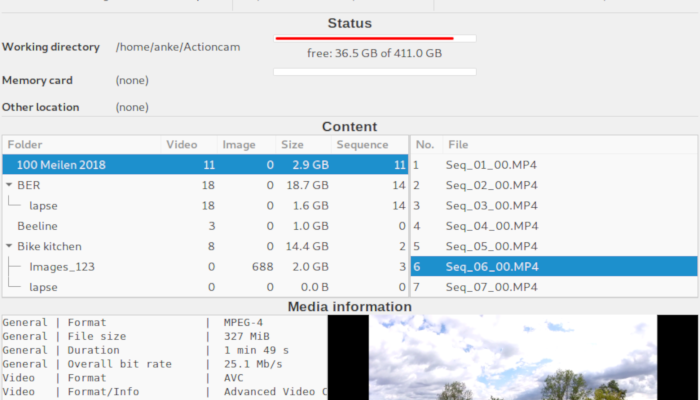 Status
Working directory /home/anke/Actioncam
free: 36.5 GB of 411.0 GB
Memory card (none)
Other location (none)
Content
Folder Video Image Size Sequence No. File
100 Meilen 2018 11 0 2.9 GB 11 1 Seq_01_00.MP4
BER 18 0 18.7 GB 14 2 Seq_02_00.MP4
lapse 18 0 1.6 GB 14 3 Seq_03_00.MP4
Beeline 3 0 1.0 GB 0 4 Seq_04_00.MP4
Bike kitchen 8 0 14.4 GB 2 5 Seq_05_00.MP4
Images_123 0 688 2.0 GB 3 6 Seq_06_00.MP4
lapse 0 0 0.0 B 0 7 Seq_07_00.MP4
Media information
General | Format | MPEG-4
General | File size | 327 MiB
General | Duration | 1 min 49 s
General | Overall bit rate | 25.1 Mb/s
Video | Format | AVC
Video | Format/Info | Advanced Video C